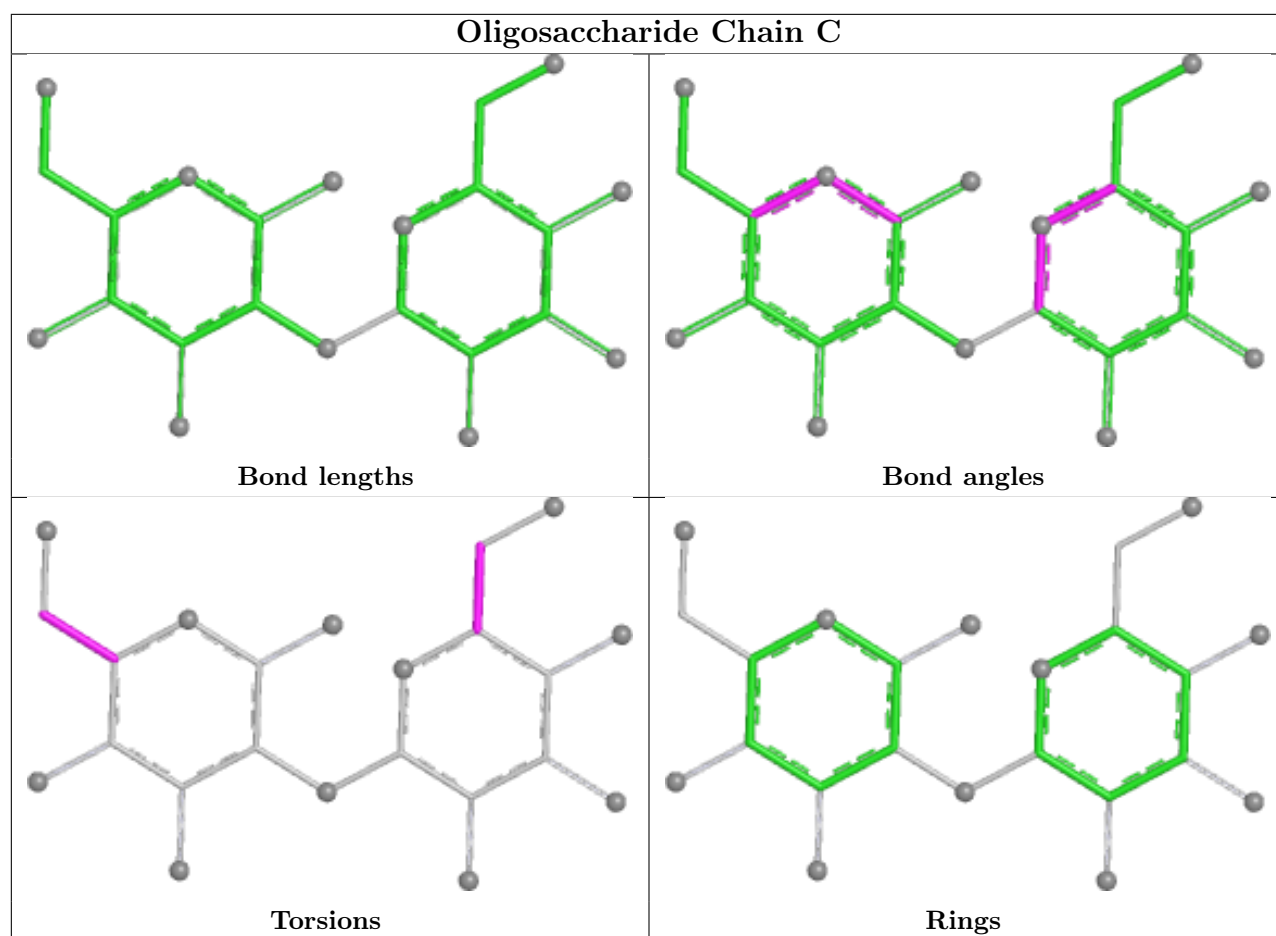 Oligosaccharide Chain C
Bond lengths
Bond angles
Torsions
Rings